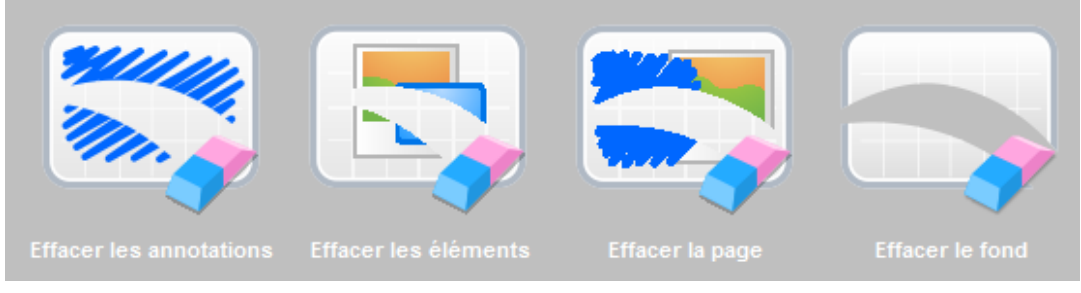 Effacer les annotations
Effacer les éléments
Effacer la page
Effacer le fond